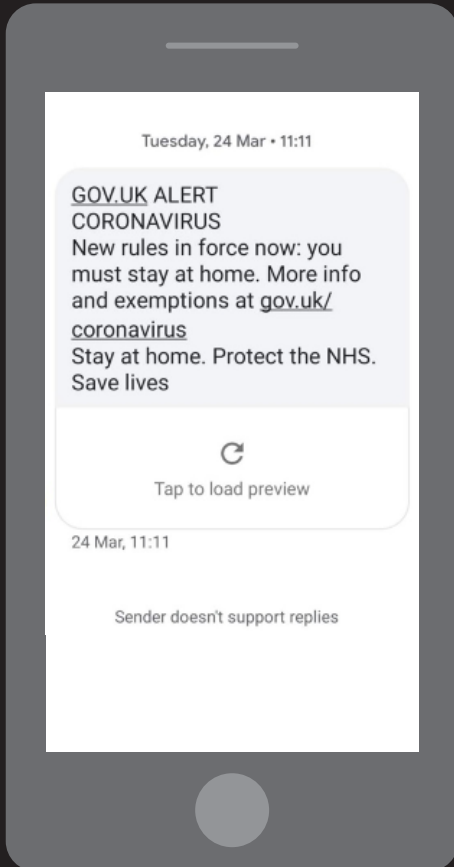 Tuesday, 24 Mar • 11:11
GOV.UK ALERT
CORONAVIRUS
New rules in force now: you
must stay at home. More info
and exemptions at gov.uk/
coronavirus
Stay at home. Protect the NHS.
Save lives
Tap to load preview
24 Mar, 11:11
Sender doesn't support replies